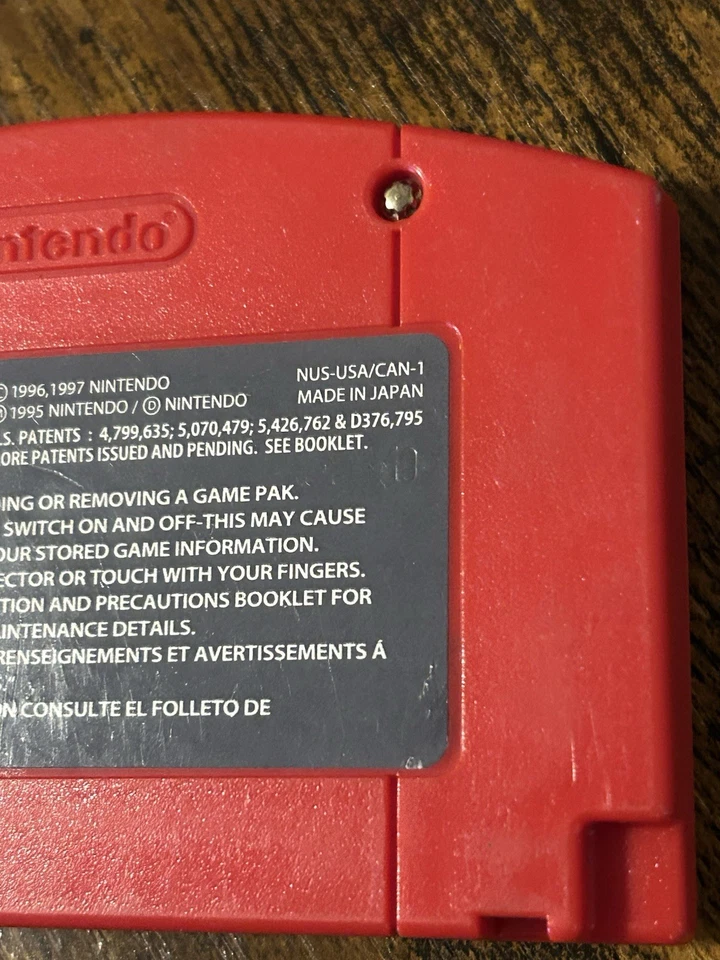 ntendo®
© 1996,1997 NINTENDO
NUS-USA/CAN-1
Ⓜ 1995 NINTENDO / Ⓓ NINTENDO
MADE IN JAPAN
.S. PATENTS : 4,799,635; 5,070,479; 5,426,762 & D376,795
ORE PATENTS ISSUED AND PENDING. SEE BOOKLET.
ING OR REMOVING A GAME PAK.
SWITCH ON AND OFF-THIS MAY CAUSE
OUR STORED GAME INFORMATION.
ECTOR OR TOUCH WITH YOUR FINGERS.
TION AND PRECAUTIONS BOOKLET FOR
INTENANCE DETAILS.
RENSEIGNEMENTS ET AVERTISSEMENTS Á
N CONSULTE EL FOLLETO DE